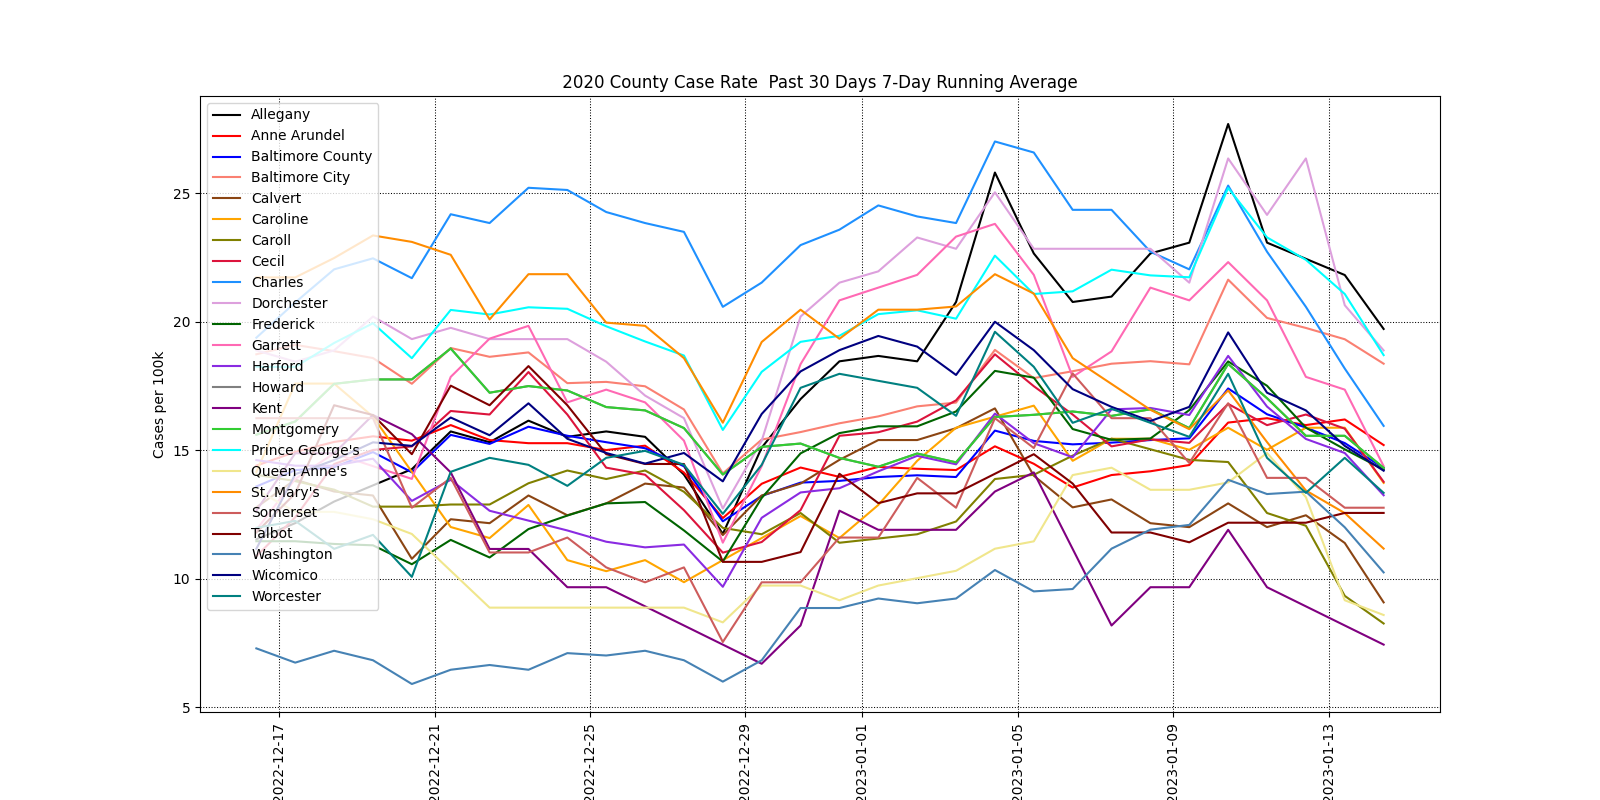 2020 County Case Rate  Past 30 Days 7-Day Running Average
Cases per 100k
25
20
15
10
5
Allegany
Anne Arundel
Baltimore County
Baltimore City
Calvert
Caroline
Caroll
Cecil
Charles
Dorchester
Frederick
Garrett
Harford
Howard
Kent
Montgomery
Prince George's
Queen Anne's
St. Mary's
Somerset
Talbot
Washington
Wicomico
Worcester
2022-12-17
2022-12-21
2022-12-25
2022-12-29
2023-01-01
2023-01-05
2023-01-09
2023-01-13